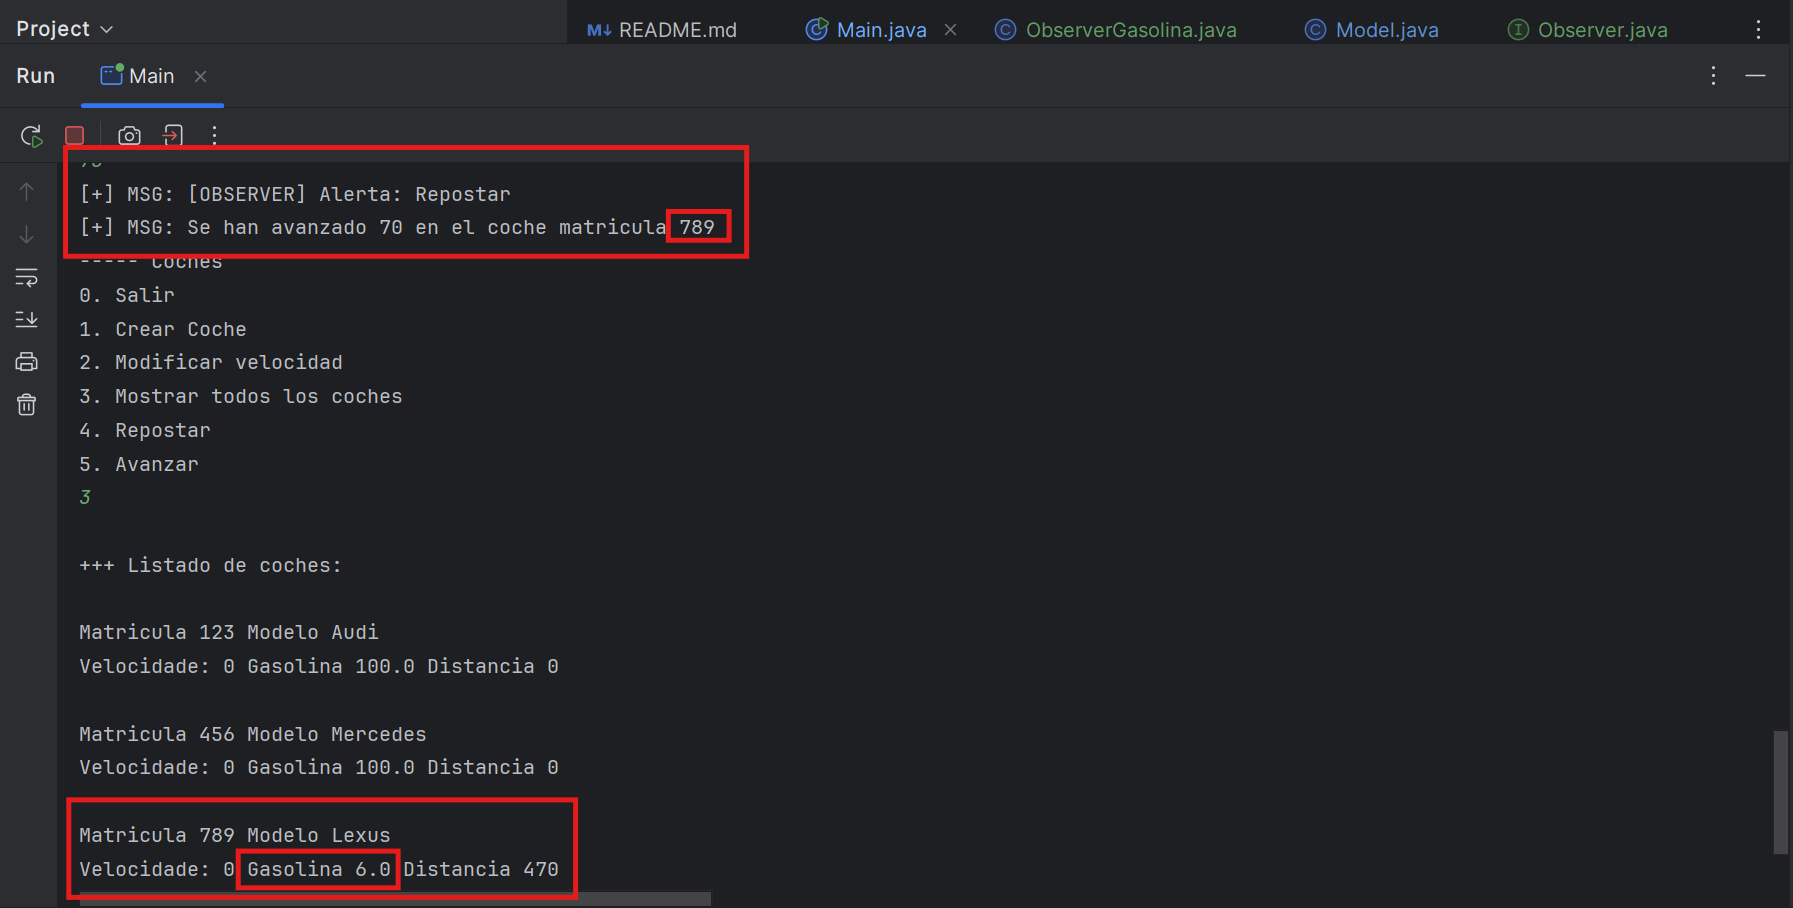 Project
README.md
Main.java
ObserverGasolina.java
Model.java
Observer.java
Run
Main
[+] MSG: [OBSERVER] Alerta: Repostar
[+] MSG: Se han avanzado 70 en el coche matricula 789
----- Coches
0. Salir
1. Crear Coche
2. Modificar velocidad
3. Mostrar todos los coches
4. Repostar
5. Avanzar
3
+++ Listado de coches:
Matricula 123 Modelo Audi
Velocidade: 0 Gasolina 100.0 Distancia 0
Matricula 456 Modelo Mercedes
Velocidade: 0 Gasolina 100.0 Distancia 0
Matricula 789 Modelo Lexus
Velocidade: 0 Gasolina 6.0 Distancia 470